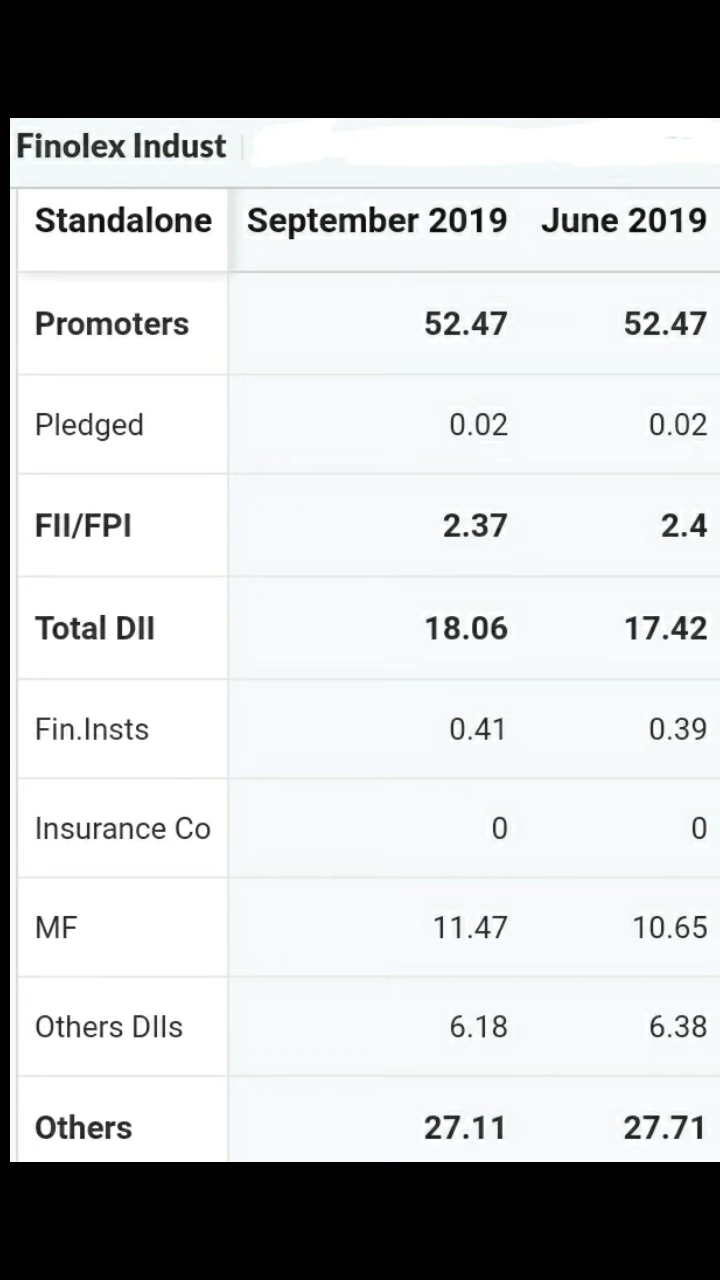 Finolex Indust
Standalone September 2019 June 2019
Promoters 52.47 52.47
Pledged 0.02 0.02
FII/FPI 2.37 2.4
Total DII 18.06 17.42
Fin.Insts 0.41 0.39
Insurance Co 0 0
MF 11.47 10.65
Others DIIs 6.18 6.38
Others 27.11 27.71